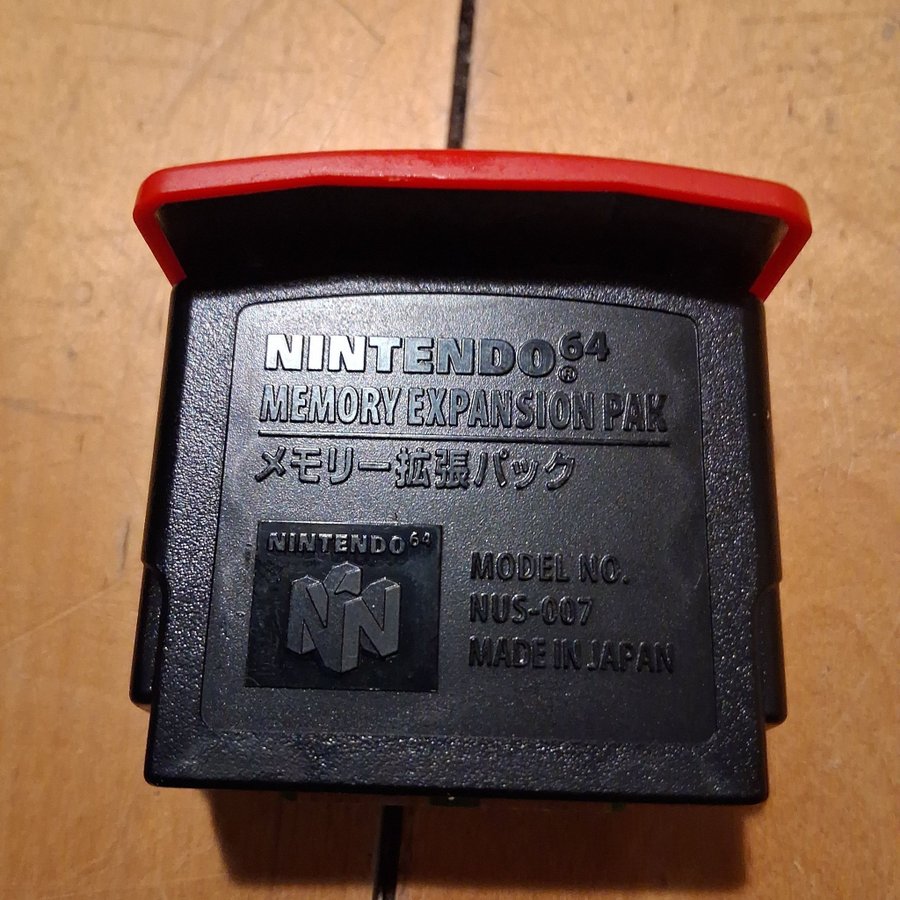 NINTENDO64®
MEMORY EXPANSION PAK
メモリー拡張パック
NINTENDO64
MODEL NO.
NUS-007
MADE IN JAPAN